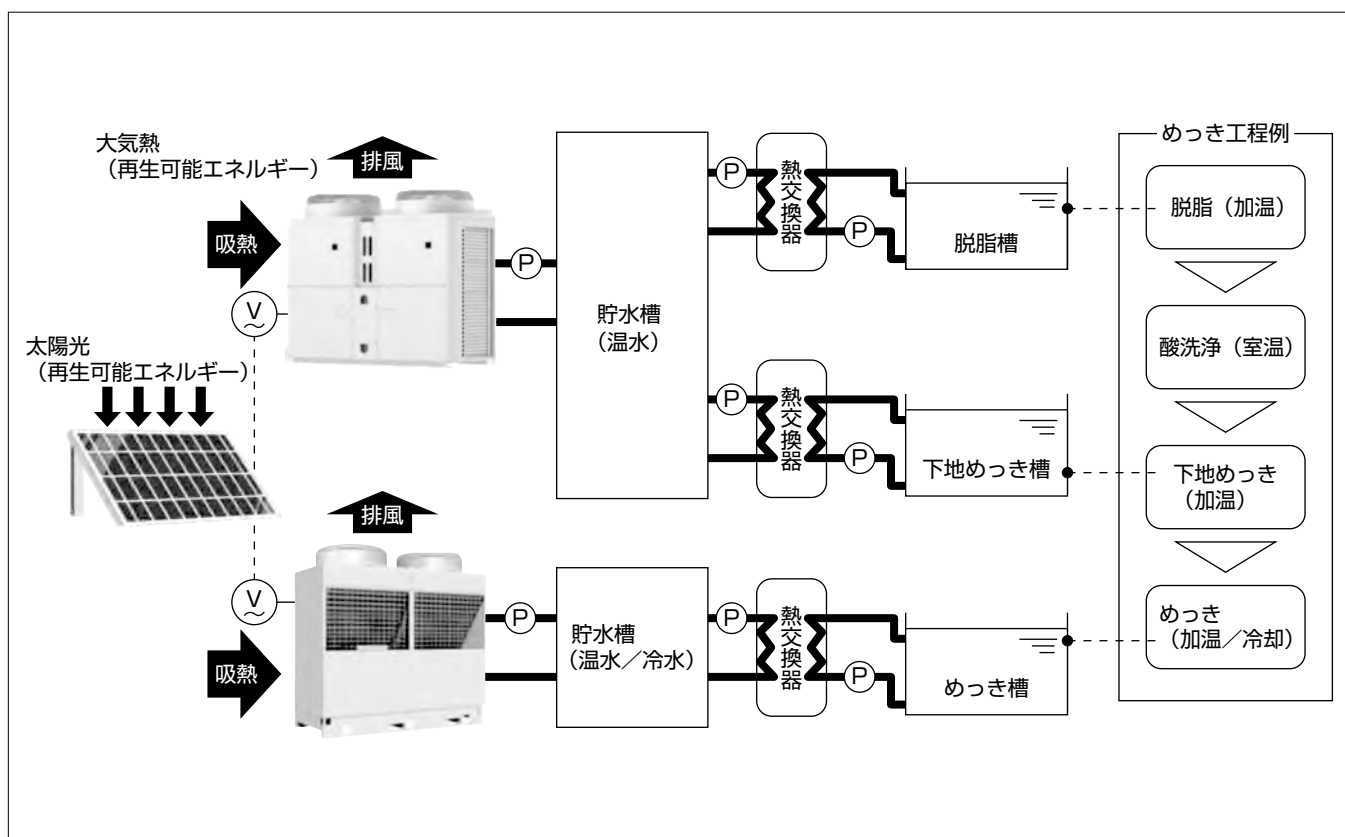 大気熱
（再生可能エネルギー）
排風
吸熱
P
V
太陽光
（再生可能エネルギー）
貯水槽
（温水）
P
熱交換器
P
脱脂槽
P
熱交換器
P
下地めっき槽
排風
V
吸熱
P
貯水槽
（温水／冷水）
P
熱交換器
P
めっき槽
めっき工程例
脱脂（加温）
酸洗浄（室温）
下地めっき
（加温）
めっき
（加温／冷却）